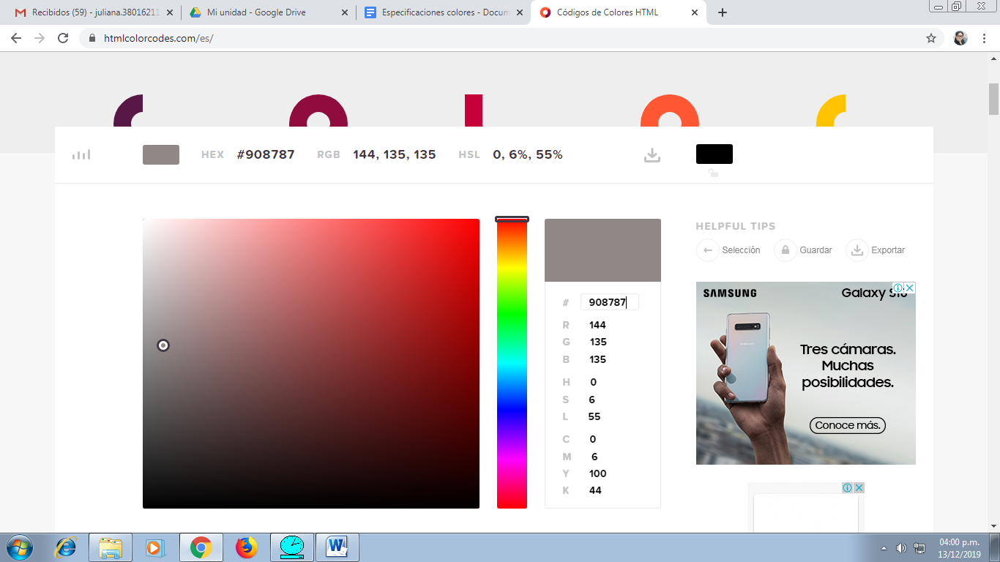 Recibidos (59) - juliana.38016211
Mi unidad - Google Drive
Especificaciones colores - Docum
Códigos de Colores HTML
htmlcolorcodes.com/es/
HEX #908787 RGB 144, 135, 135 HSL 0, 6%, 55%
# 908787
R 144
G 135
B 135
H 0
S 6
L 55
C 0
M 6
Y 100
K 44
HELPFUL TIPS
Selección Guardar Exportar
SAMSUNG Galaxy S10
Tres cámaras.
Muchas
posibilidades.
Conoce más.
04:00 p.m.
13/12/2019